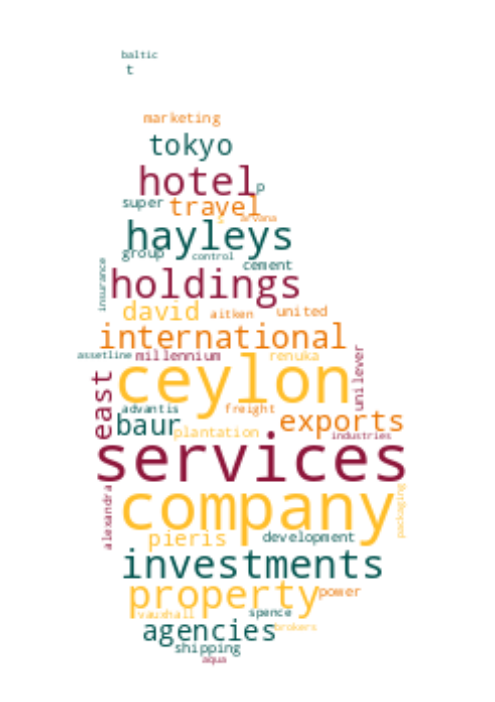 baltic
t
marketing
tokyo
hotel
p
super
travel
arvana
hayleys
group
control
cement
insurance
holdings
david
aitken
united
international
assetline
millennium
renuka
unilever
ceylon
east
advantis
freight
exports
baur
plantation
industries
services
company
alexandra
packaging
pieris
development
investments
property
power
vauxhall
spence
agencies
brokers
shipping
aqua